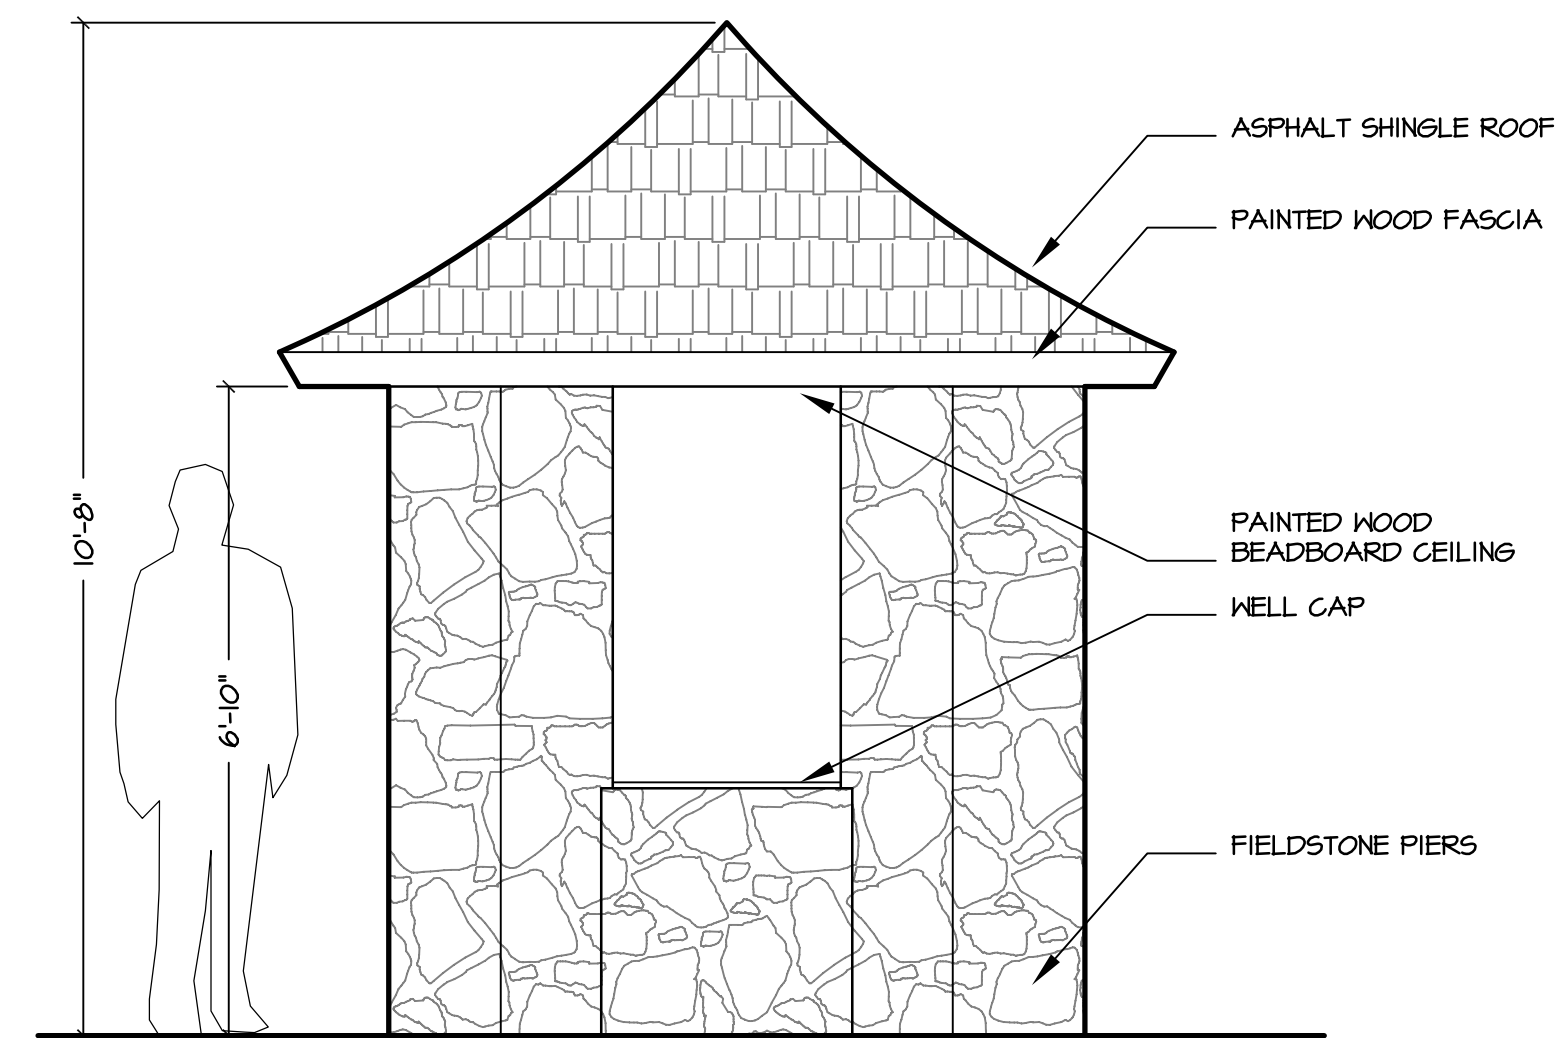 ASPHALT SHINGLE ROOF
PAINTED WOOD FASCIA
10'-8"
PAINTED WOOD
BEADBOARD CEILING
WELL CAP
6'-10"
FIELDSTONE PIERS